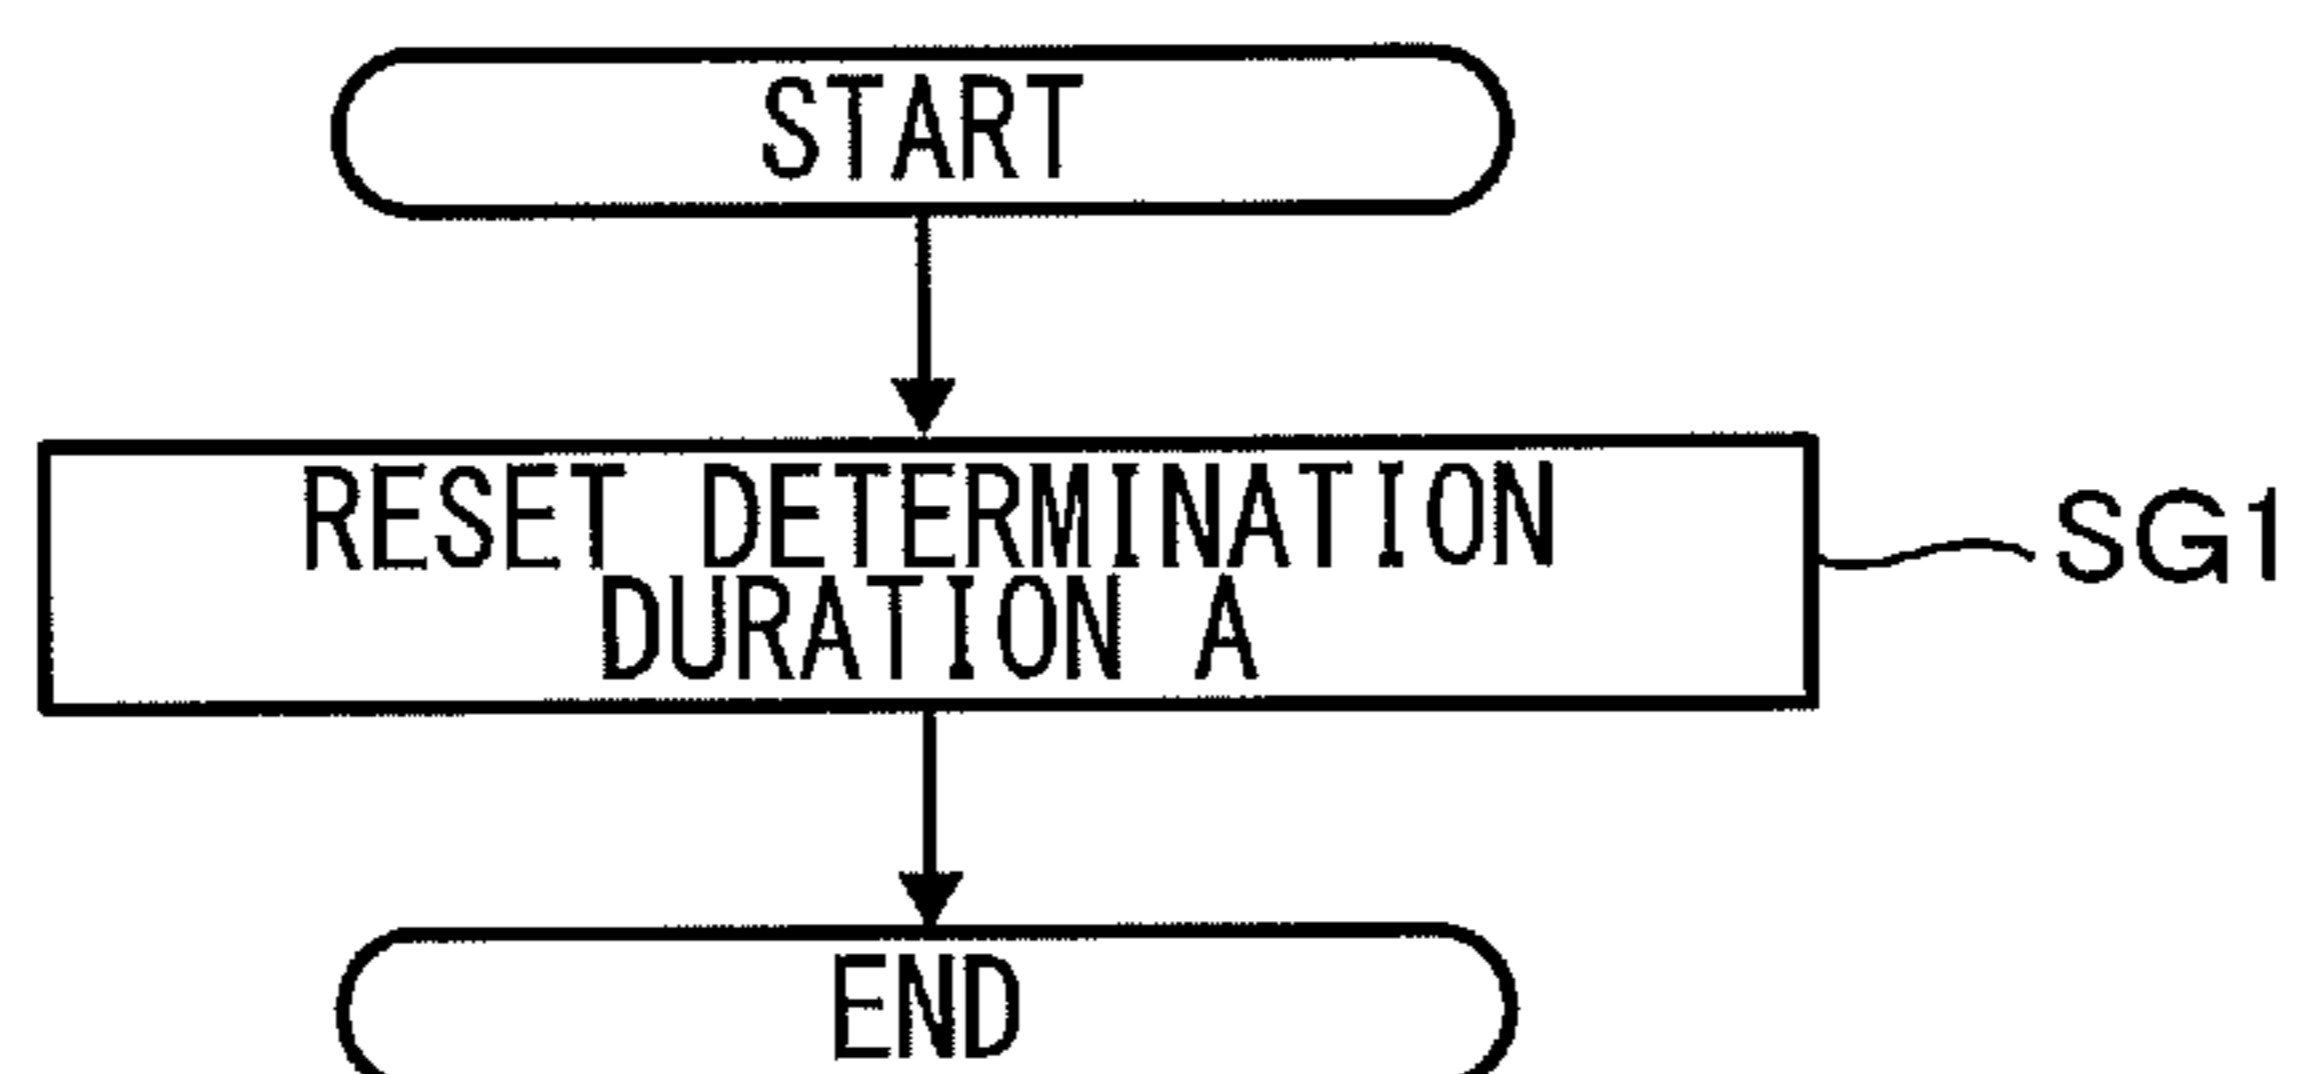 START
RESET DETERMINATION
DURATION A
SG1
END